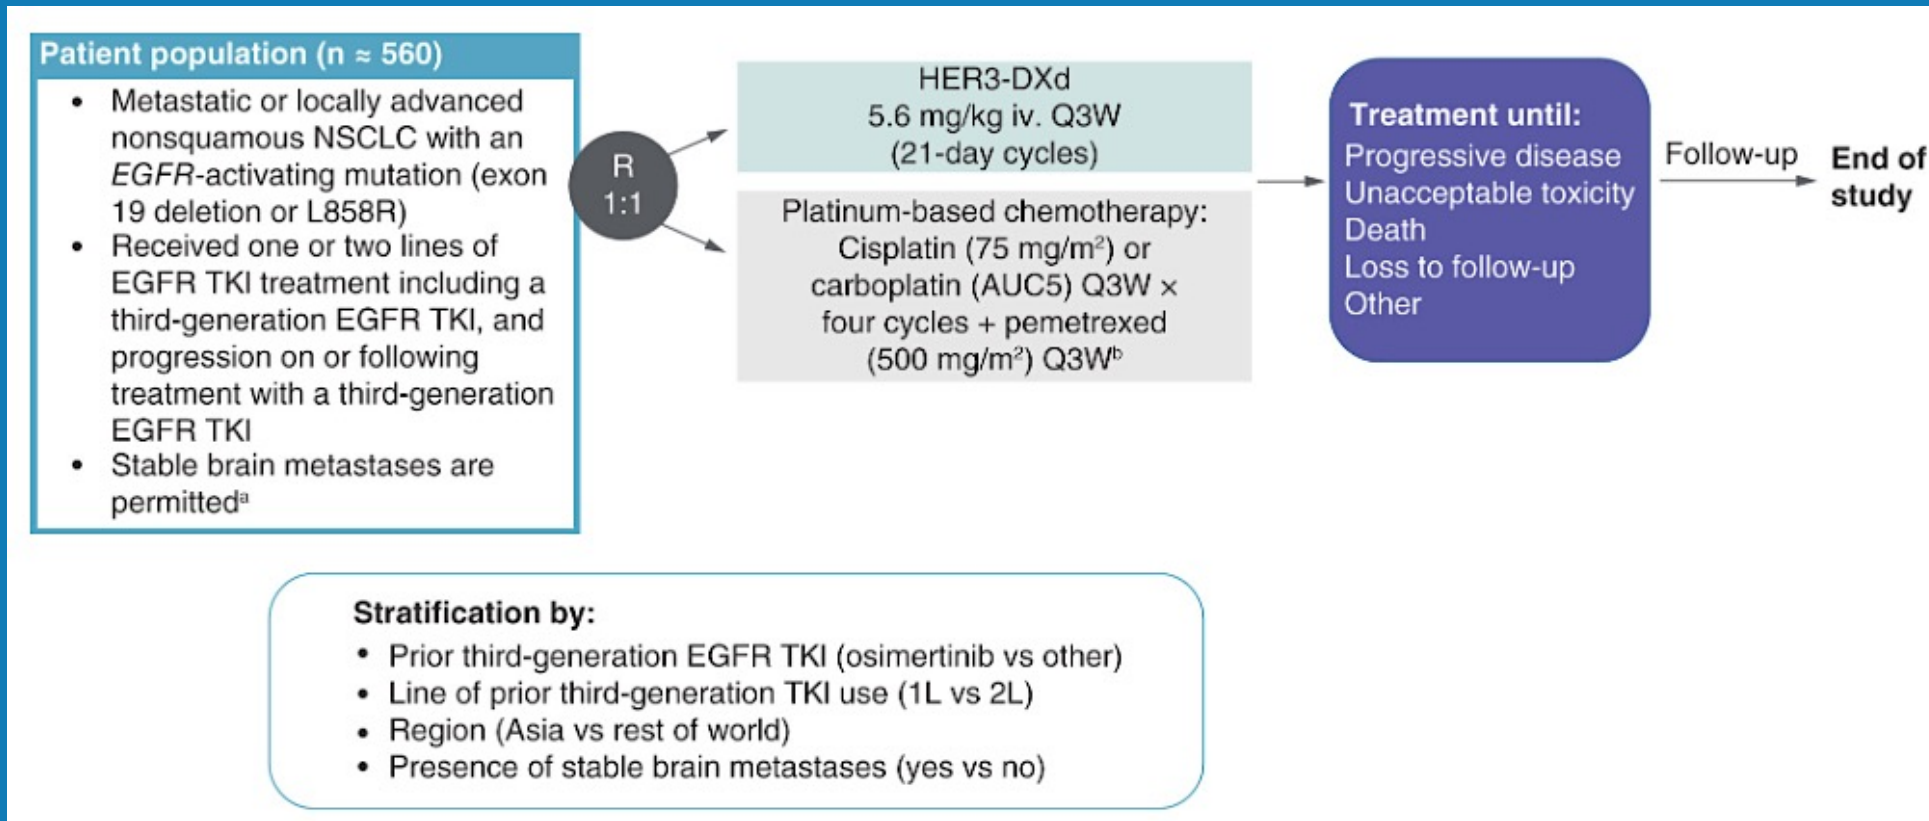 Patient population (n ≈ 560)
• Metastatic or locally advanced
nonsquamous NSCLC with an
EGFR-activating mutation (exon
19 deletion or L858R)
• Received one or two lines of
EGFR TKI treatment including a
third-generation EGFR TKI, and
progression on or following
treatment with a third-generation
EGFR TKI
• Stable brain metastases are
permittedᵃ
R
1:1
HER3-DXd
5.6 mg/kg iv. Q3W
(21-day cycles)
Platinum-based chemotherapy:
Cisplatin (75 mg/m²) or
carboplatin (AUC5) Q3W ×
four cycles + pemetrexed
(500 mg/m²) Q3Wᵇ
Treatment until:
Progressive disease
Unacceptable toxicity
Death
Loss to follow-up
Other
Follow-up
End of
study
Stratification by:
• Prior third-generation EGFR TKI (osimertinib vs other)
• Line of prior third-generation TKI use (1L vs 2L)
• Region (Asia vs rest of world)
• Presence of stable brain metastases (yes vs no)